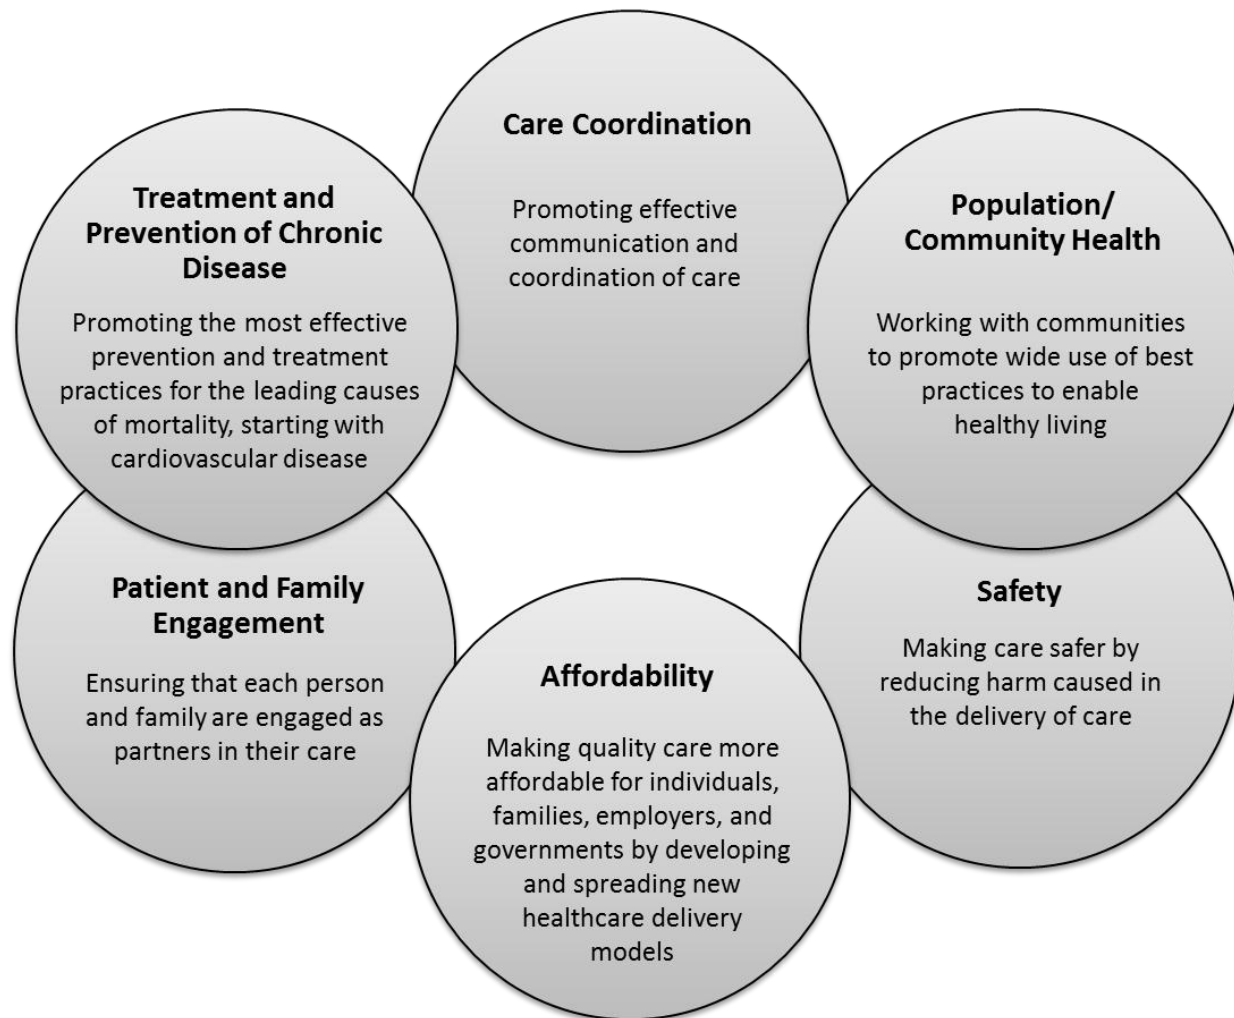 Care Coordination
Promoting effective
communication and
coordination of care
Population/
Community Health
Working with communities
to promote wide use of best
practices to enable
healthy living
Safety
Making care safer by
reducing harm caused in
the delivery of care
Affordability
Making quality care more
affordable for individuals,
families, employers, and
governments by developing
and spreading new
healthcare delivery
models
Patient and Family
Engagement
Ensuring that each person
and family are engaged as
partners in their care
Treatment and
Prevention of Chronic
Disease
Promoting the most effective
prevention and treatment
practices for the leading causes
of mortality, starting with
cardiovascular disease